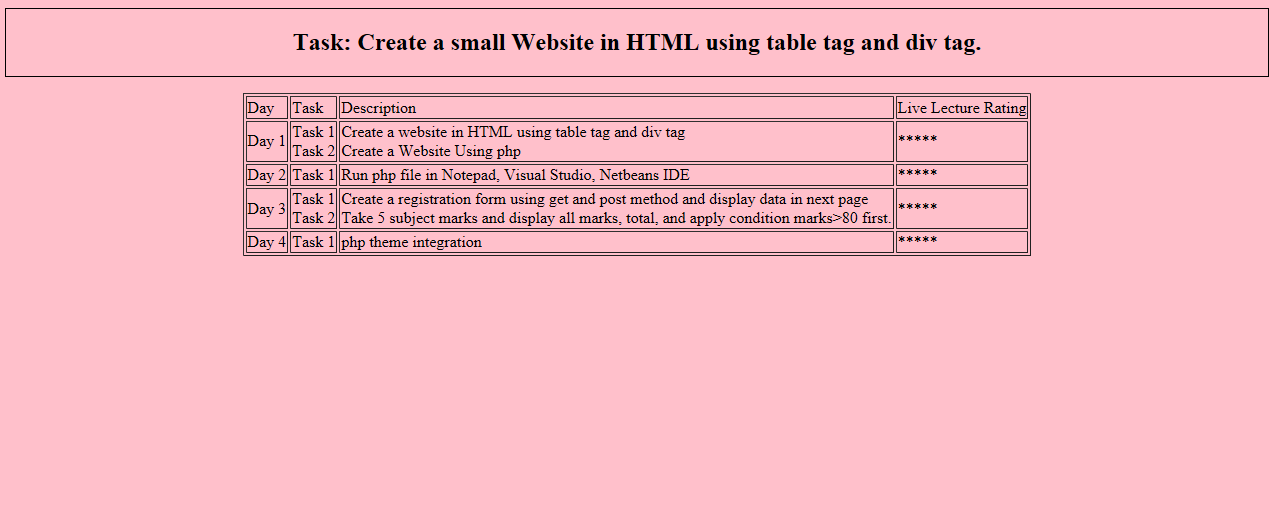 Task: Create a small Website in HTML using table tag and div tag.
Day Task Description Live Lecture Rating
Day 1 Task 1 Create a website in HTML using table tag and div tag *****
Task 2 Create a Website Using php
Day 2 Task 1 Run php file in Notepad, Visual Studio, Netbeans IDE *****
Day 3 Task 1 Create a registration form using get and post method and display data in next page *****
Task 2 Take 5 subject marks and display all marks, total, and apply condition marks>80 first.
Day 4 Task 1 php theme integration *****